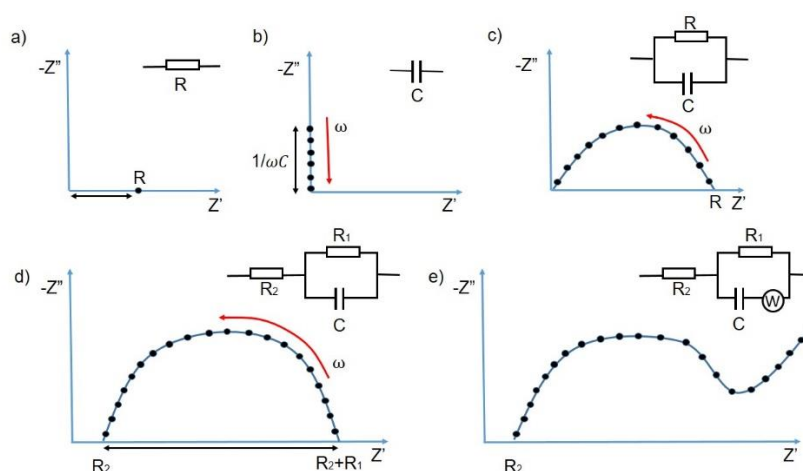 a)
-Z”
R
R
Z’
b)
-Z”
C
ω
1/ωC
Z’
c)
R
-Z”
C
ω
R
Z’
d)
R₁
R₂
-Z”
C
ω
R₂
R₂+R₁
Z’
e)
R₁
R₂
-Z”
C
W
R₂
Z’